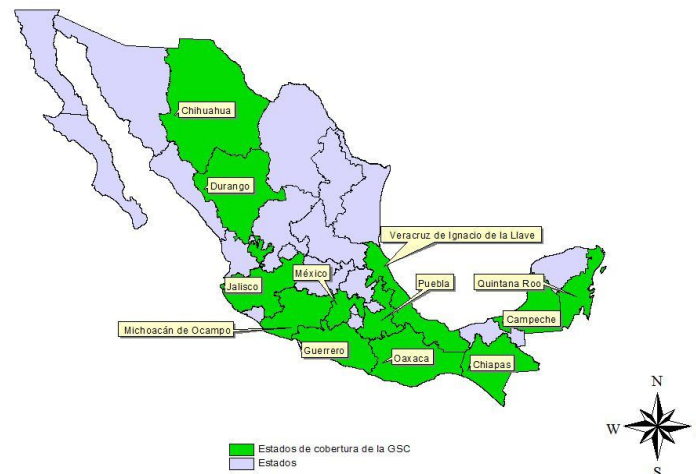 Chihuahua
Durango
Veracruz de Ignacio de la Llave
México
Jalisco
Puebla
Quintana Roo
Campeche
Michoacán de Ocampo
Guerrero
Oaxaca
Chiapas
N
W
E
S
Estados de cobertura de la GSC
Estados